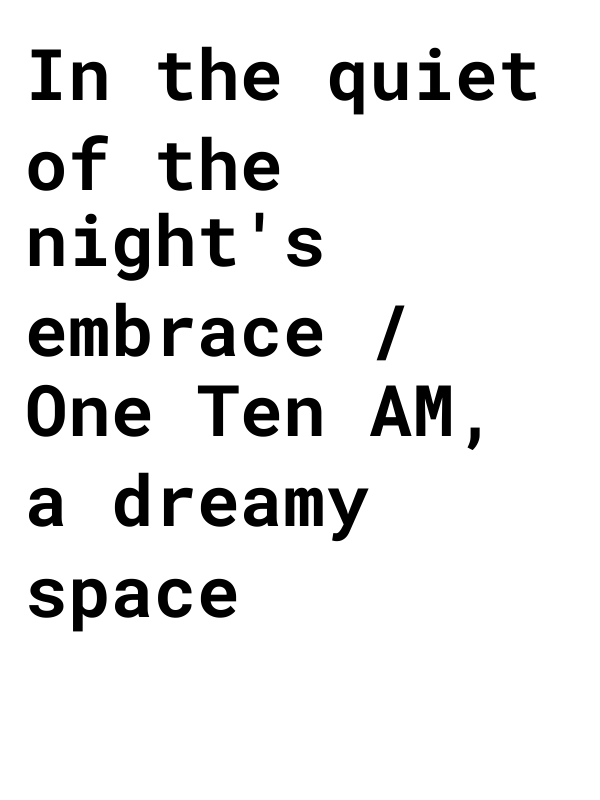 In the quiet
of the
night's
embrace /
One Ten AM,
a dreamy
space